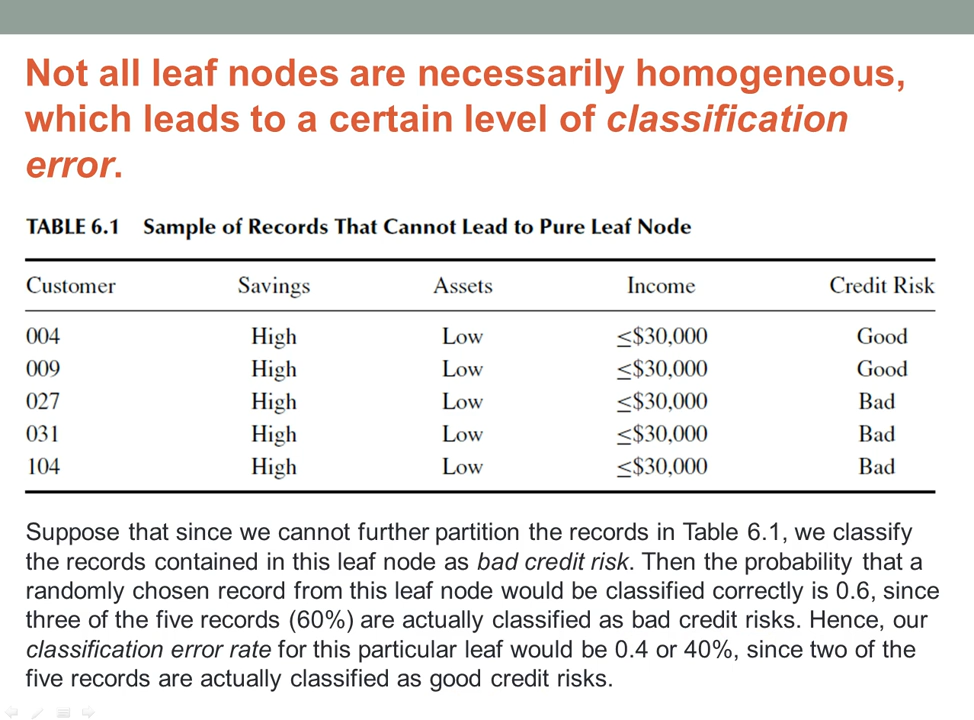 Not all leaf nodes are necessarily homogeneous,
which leads to a certain level of classification
error.
TABLE 6.1 Sample of Records That Cannot Lead to Pure Leaf Node
Customer Savings Assets Income Credit Risk
004 High Low ≤$30,000 Good
009 High Low ≤$30,000 Good
027 High Low ≤$30,000 Bad
031 High Low ≤$30,000 Bad
104 High Low ≤$30,000 Bad
Suppose that since we cannot further partition the records in Table 6.1, we classify
the records contained in this leaf node as bad credit risk. Then the probability that a
randomly chosen record from this leaf node would be classified correctly is 0.6, since
three of the five records (60%) are actually classified as bad credit risks. Hence, our
classification error rate for this particular leaf would be 0.4 or 40%, since two of the
five records are actually classified as good credit risks.